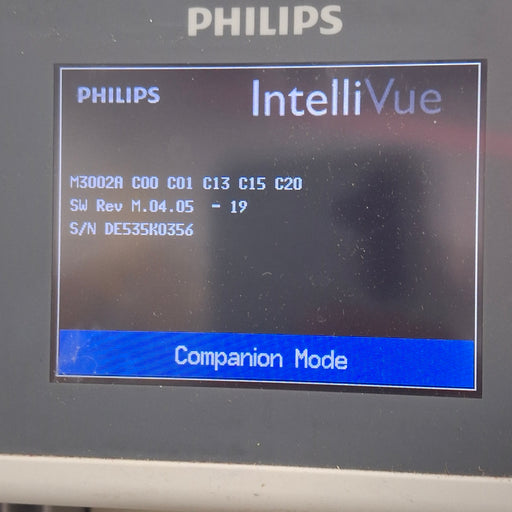 PHILIPS
PHILIPS IntelliVue
M3002A C00 C01 C13 C15 C20
SW Rev M.04.05 - 19
S/N DE535K0356
Companion Mode